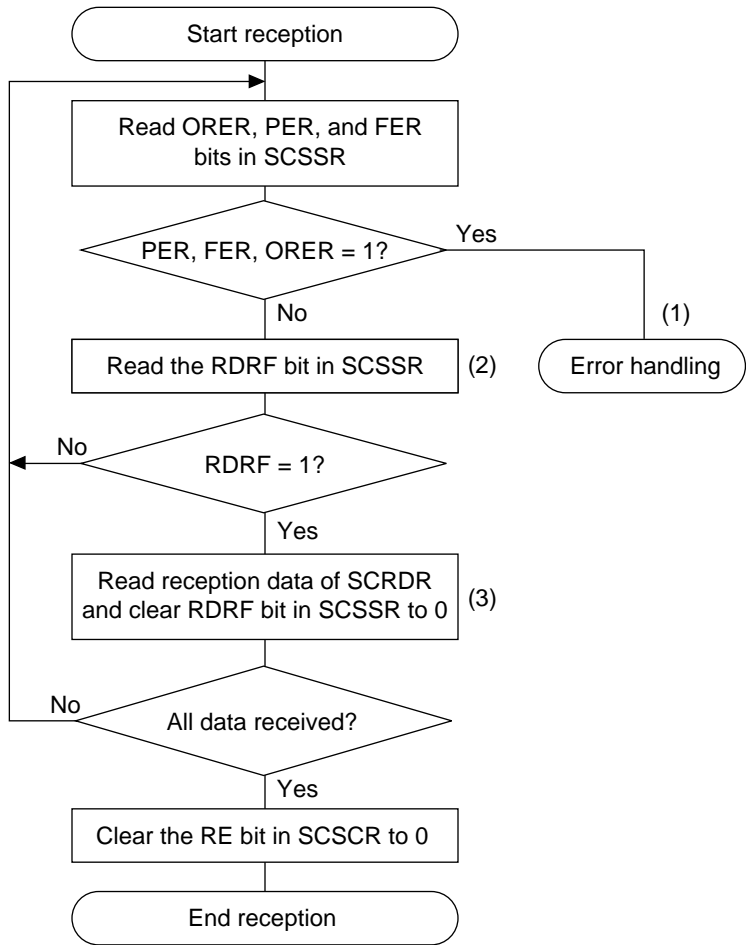 Start reception
Read ORER, PER, and FER
bits in SCSSR
PER, FER, ORER = 1?
Yes
No
(1)
Error handling
Read the RDRF bit in SCSSR
(2)
No
RDRF = 1?
Yes
Read reception data of SCRDR
and clear RDRF bit in SCSSR to 0
(3)
No
All data received?
Yes
Clear the RE bit in SCSCR to 0
End reception